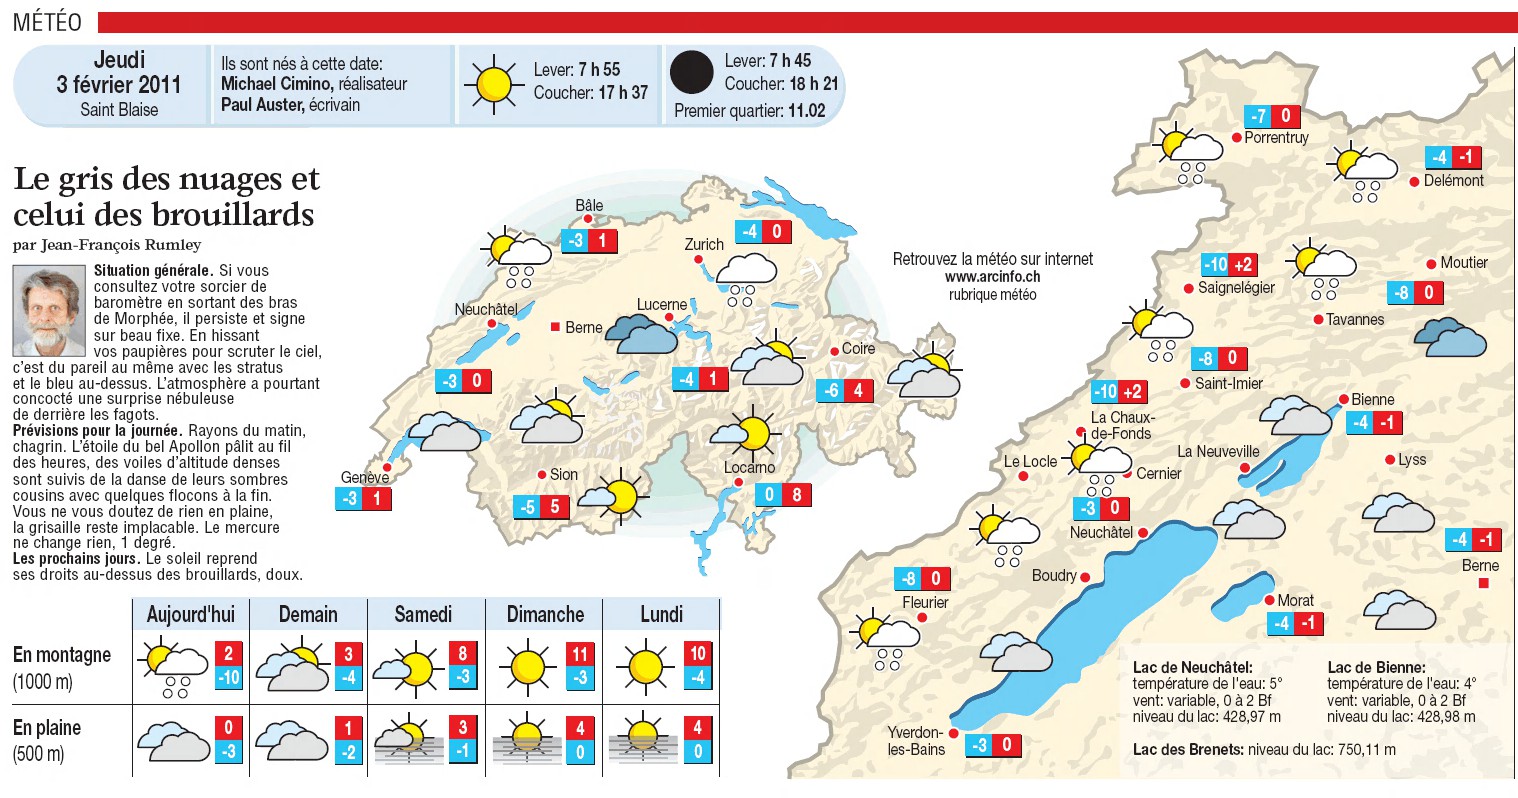 MÉTÉO
Jeudi
3 février 2011
Saint Blaise
Ils sont nés à cette date:
Michael Cimino, réalisateur
Paul Auster, écrivain
Lever: 7 h 55
Coucher: 17 h 37
Lever: 7 h 45
Coucher: 18 h 21
Premier quartier: 11.02
Le gris des nuages et
celui des brouillards
par Jean-François Rumley
Situation générale. Si vous
consultez votre sorcier de
baromètre en sortant des bras
de Morphée, il persiste et signe
sur beau fixe. En hissant
vos paupières pour scruter le ciel,
c'est du pareil au même avec les stratus
et le bleu au-dessus. L'atmosphère a pourtant
concocté une surprise nébuleuse
de derrière les fagots.
Prévisions pour la journée. Rayons du matin,
chagrin. L'étoile du bel Apollon pâlit au fil
des heures, des voiles d'altitude denses
sont suivis de la danse de leurs sombres
cousins avec quelques flocons à la fin.
Vous ne vous doutez de rien en plaine,
la grisaille reste implacable. Le mercure
ne change rien, 1 degré.
Les prochains jours. Le soleil reprend
ses droits au-dessus des brouillards, doux.
Bâle
-3 1
Zurich
-4 0
Neuchâtel
-3 0
Berne
Lucerne
-4 1
Coire
-6 4
Genève
-3 1
Sion
-5 5
Locarno
0 8
Retrouvez la météo sur internet
www.arcinfo.ch
rubrique météo
-7 0
Porrentruy
-4 -1
Delémont
-10 +2
Saignelégier
Moutier
-8 0
Tavannes
-8 0
Saint-Imier
-10 +2
La Chaux-
de-Fonds
Bienne
-4 -1
La Neuveville
Lyss
Le Locle
Cernier
-3 0
Neuchâtel
-4 -1
Berne
Boudry
-8 0
Fleurier
Morat
-4 -1
Yverdon-
les-Bains
-3 0
Lac de Neuchâtel:
température de l'eau: 5°
vent: variable, 0 à 2 Bf
niveau du lac: 428,97 m
Lac de Bienne:
température de l'eau: 4°
vent: variable, 0 à 2 Bf
niveau du lac: 428,98 m
Lac des Brenets: niveau du lac: 750,11 m
Aujourd'hui Demain Samedi Dimanche Lundi
En montagne
(1000 m)
2 3 8 11 10
-10 -4 -3 -3 -4
En plaine
(500 m)
0 1 3 4 4
-3 -2 -1 0 0